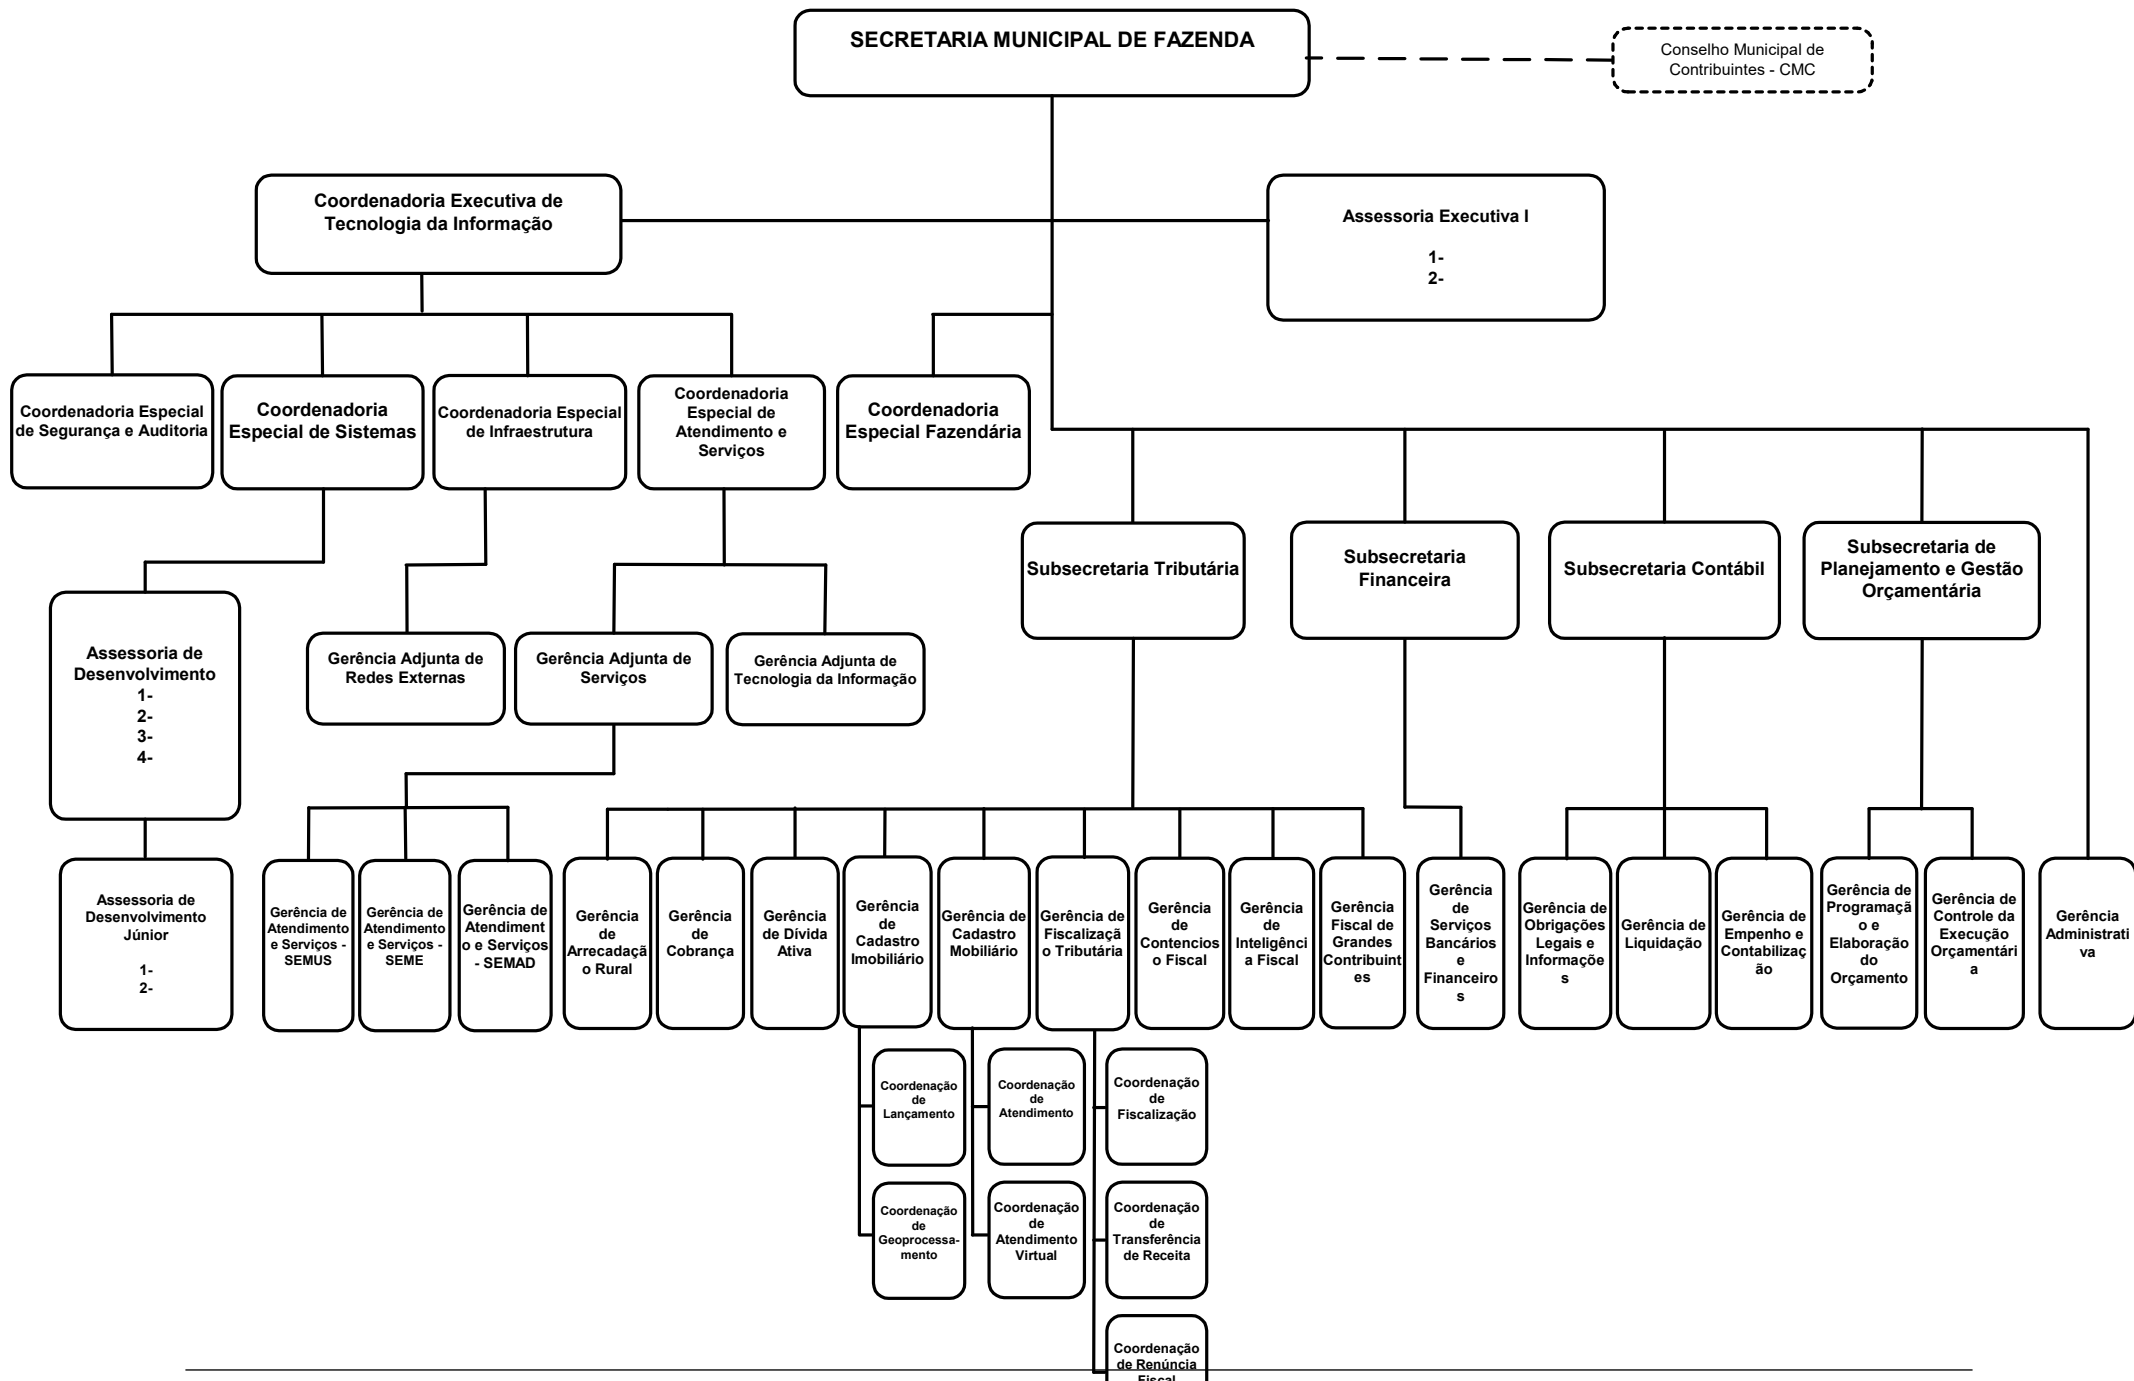 SECRETARIA MUNICIPAL DE FAZENDA
Conselho Municipal de
Contribuintes - CMC
Coordenadoria Executiva de
Tecnologia da Informação
Assessoria Executiva I
1-
2-
Coordenadoria Especial
de Segurança e Auditoria
Coordenadoria
Especial de Sistemas
Coordenadoria Especial
de Infraestrutura
Coordenadoria
Especial de
Atendimento e
Serviços
Coordenadoria
Especial Fazendária
Subsecretaria Tributária
Subsecretaria
Financeira
Subsecretaria Contábil
Subsecretaria de
Planejamento e Gestão
Orçamentária
Assessoria de
Desenvolvimento
1-
2-
3-
4-
Gerência Adjunta de
Redes Externas
Gerência Adjunta de
Serviços
Gerência Adjunta de
Tecnologia da Informação
Assessoria de
Desenvolvimento
Júnior
1-
2-
Gerência de
Atendimento
e Serviços -
SEMUS
Gerência de
Atendimento
e Serviços -
SEME
Gerência de
Atendiment
o e Serviços
- SEMAD
Gerência
de
Arrecadaçã
o Rural
Gerência
de
Cobrança
Gerência
de Dívida
Ativa
Gerência
de
Cadastro
Imobiliário
Gerência de
Cadastro
Mobiliário
Gerência de
Fiscalizaçã
o Tributária
Gerência
de
Contencios
o Fiscal
Gerência
de
Inteligênci
a Fiscal
Gerência
Fiscal de
Grandes
Contribuint
es
Gerência
de
Serviços
Bancários
e
Financeiro
s
Gerência de
Obrigações
Legais e
Informaçõe
s
Gerência de
Liquidação
Gerência de
Empenho e
Contabilizaç
ão
Gerência de
Programaçã
o e
Elaboração
do
Orçamento
Gerência de
Controle da
Execução
Orçamentári
a
Gerência
Administrati
va
Coordenação
de
Lançamento
Coordenação
de
Atendimento
Coordenação
de
Fiscalização
Coordenação
de
Geoprocessa-
mento
Coordenação
de
Atendimento
Virtual
Coordenação
de
Transferência
de Receita
Coordenação
de Renúncia
Fiscal